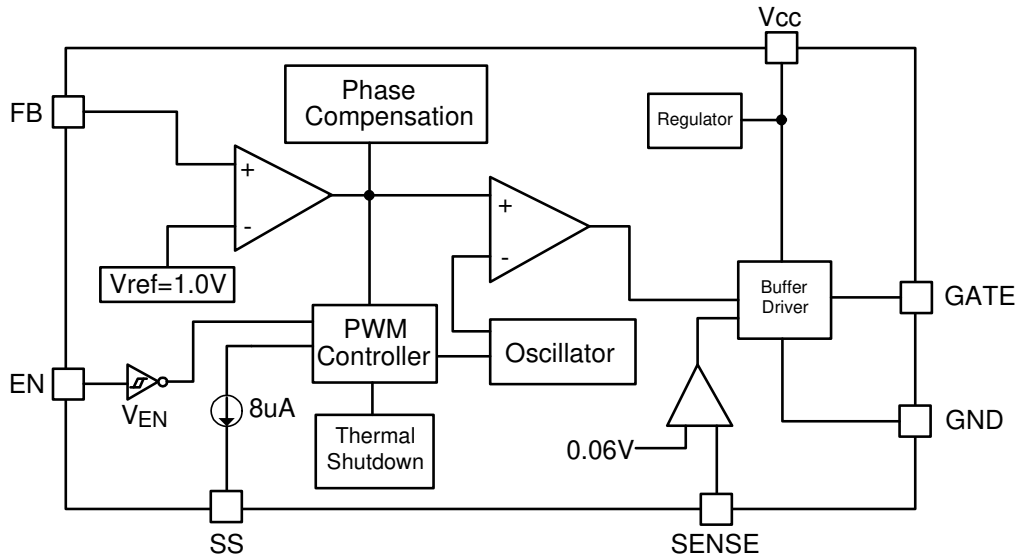 Vcc
FB
Phase
Compensation
Regulator
+
-
+
-
Vref=1.0V
Buffer
Driver
GATE
PWM
Controller
Oscillator
EN
VEN
8uA
GND
Thermal
Shutdown
0.06V
SS
SENSE